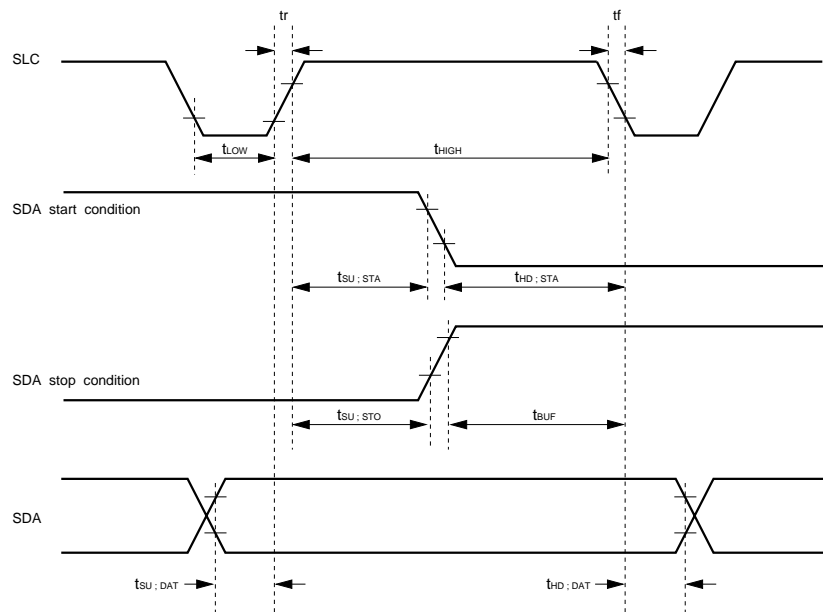 tr
tf
SLC
tLOW
tHIGH
SDA start condition
tSU ; STA
tHD ; STA
SDA stop condition
tSU ; STO
tBUF
SDA
tSU ; DAT
tHD ; DAT